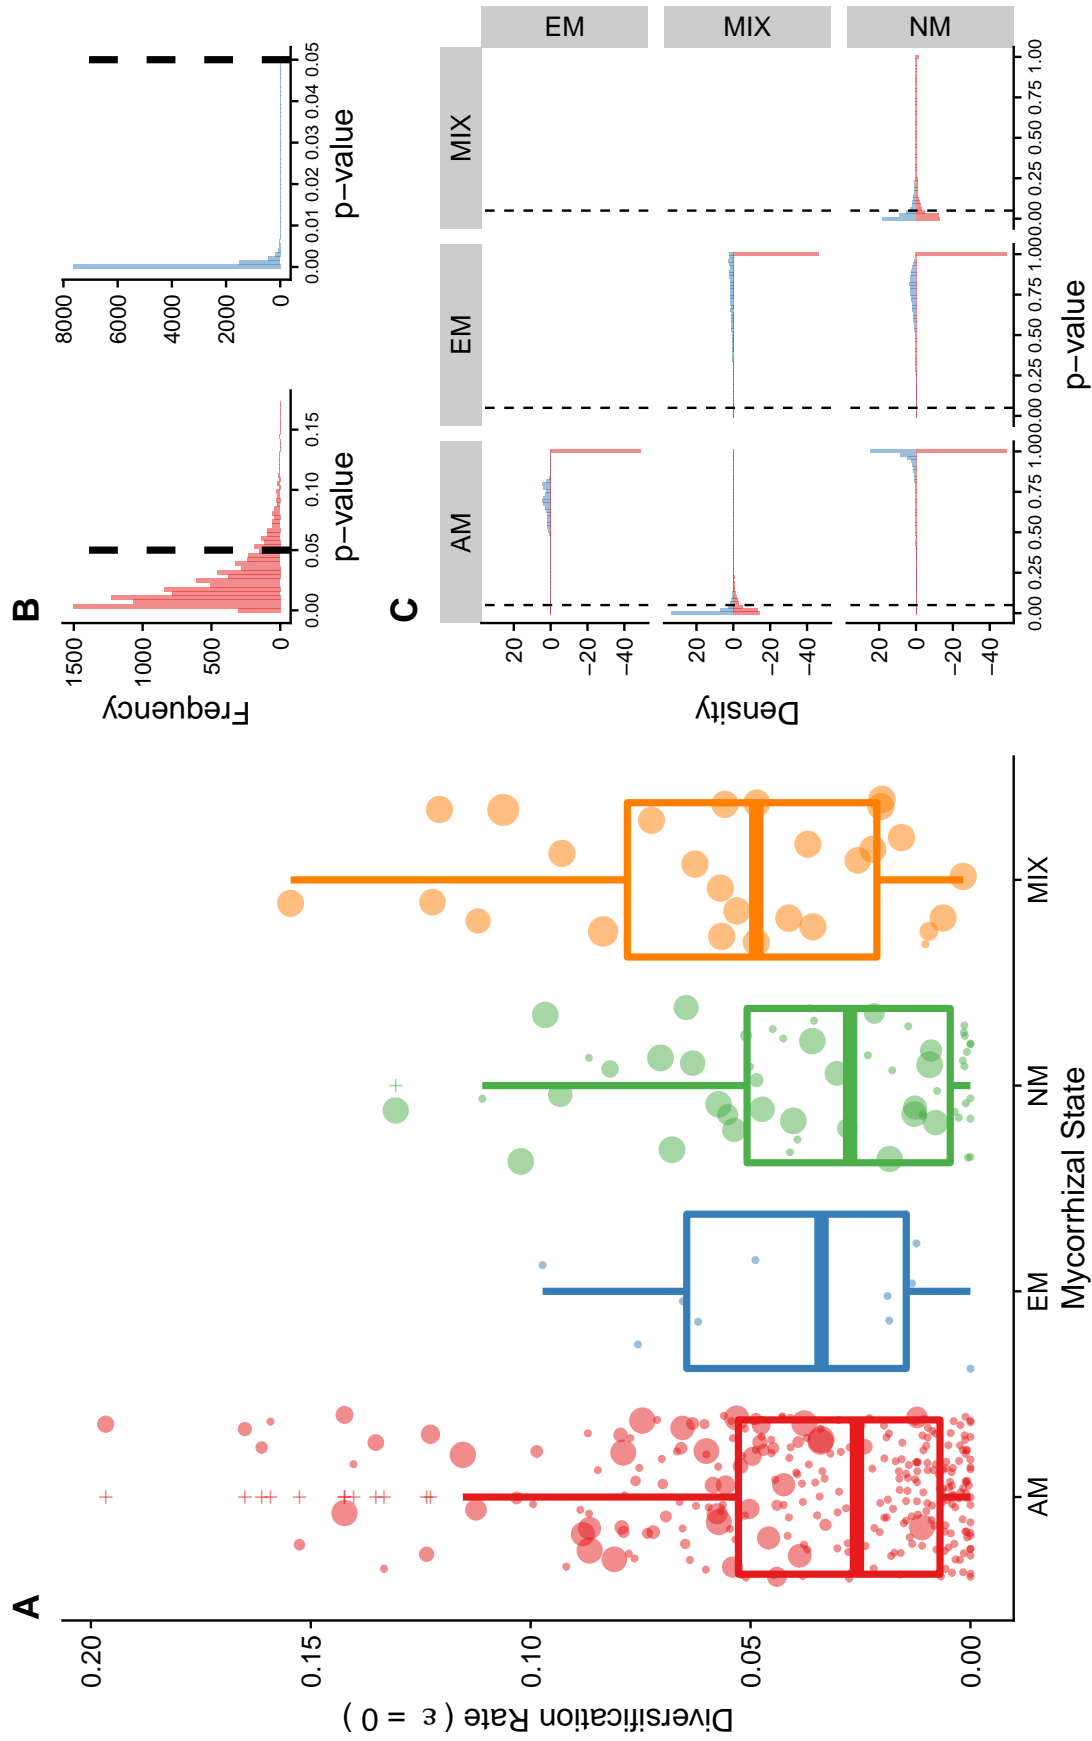 A
Diversification Rate ( ε = 0 )
0.20
0.15
0.10
0.05
0.00
AM
EM
NM
MIX
Mycorrhizal State
B
Frequency
1500
1000
500
0
0.00 0.05 0.10 0.15
p−value
8000
6000
4000
2000
0
0.00 0.01 0.02 0.03 0.04 0.05
p−value
C
AM
EM
MIX
Density
20
0
−20
−40
EM
20
0
−20
−40
MIX
20
0
−20
−40
NM
0.00 0.25 0.50 0.75 1.00
0.00 0.25 0.50 0.75 1.00
0.00 0.25 0.50 0.75 1.00
p−value